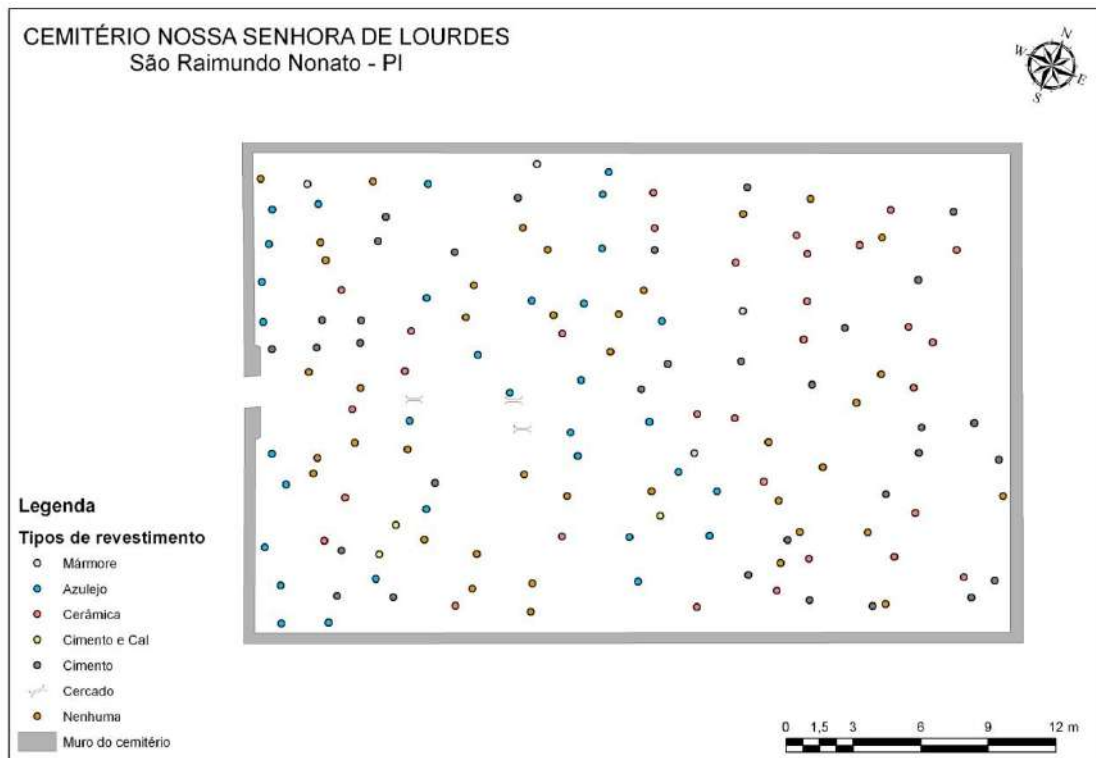 CEMITÉRIO NOSSA SENHORA DE LOURDES
São Raimundo Nonato - PI
N
W
E
S
Legenda
Tipos de revestimento
Mármore
Azulejo
Cerâmica
Cimento e Cal
Cimento
Cercado
Nenhuma
Muro do cemitério
0 1,5 3 6 9 12 m